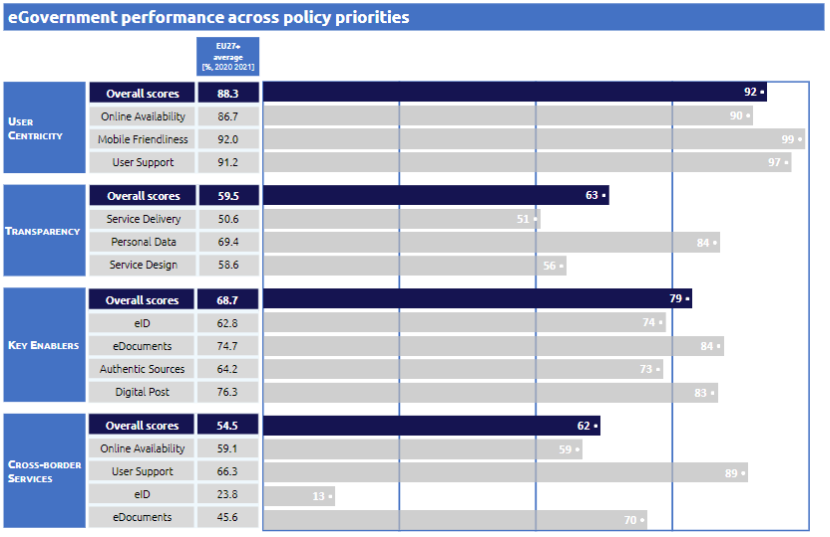 eGovernment performance across policy priorities
EU27+
average
[%, 2020 2021]
USER
CENTRICITY
Overall scores 88.3 92
Online Availability 86.7 90
Mobile Friendliness 92.0 99
User Support 91.2 97
TRANSPARENCY
Overall scores 59.5 63
Service Delivery 50.6 51
Personal Data 69.4 84
Service Design 58.6 56
KEY ENABLERS
Overall scores 68.7 79
eID 62.8 74
eDocuments 74.7 84
Authentic Sources 64.2 73
Digital Post 76.3 83
CROSS-BORDER
SERVICES
Overall scores 54.5 62
Online Availability 59.1 59
User Support 66.3 89
eID 23.8 13
eDocuments 45.6 70